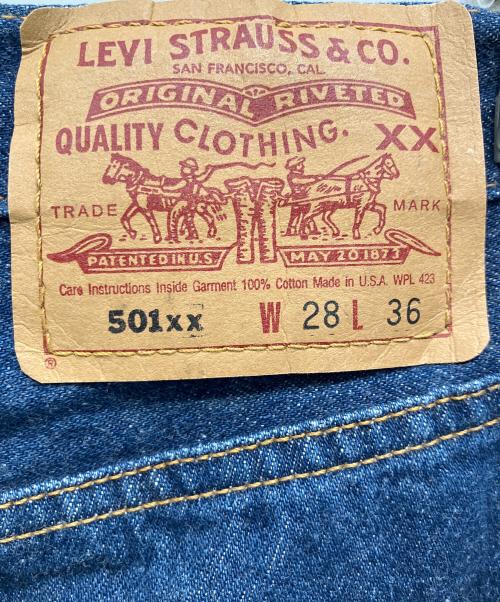 LEVI STRAUSS & CO.
SAN FRANCISCO, CAL.
ORIGINAL RIVETED
QUALITY CLOTHING. XX
TRADE MARK
PATENTED IN U.S. MAY 20 1873
Care Instructions Inside Garment 100% Cotton Made in U.S.A. WPL 423
501xx W 28 L 36
®